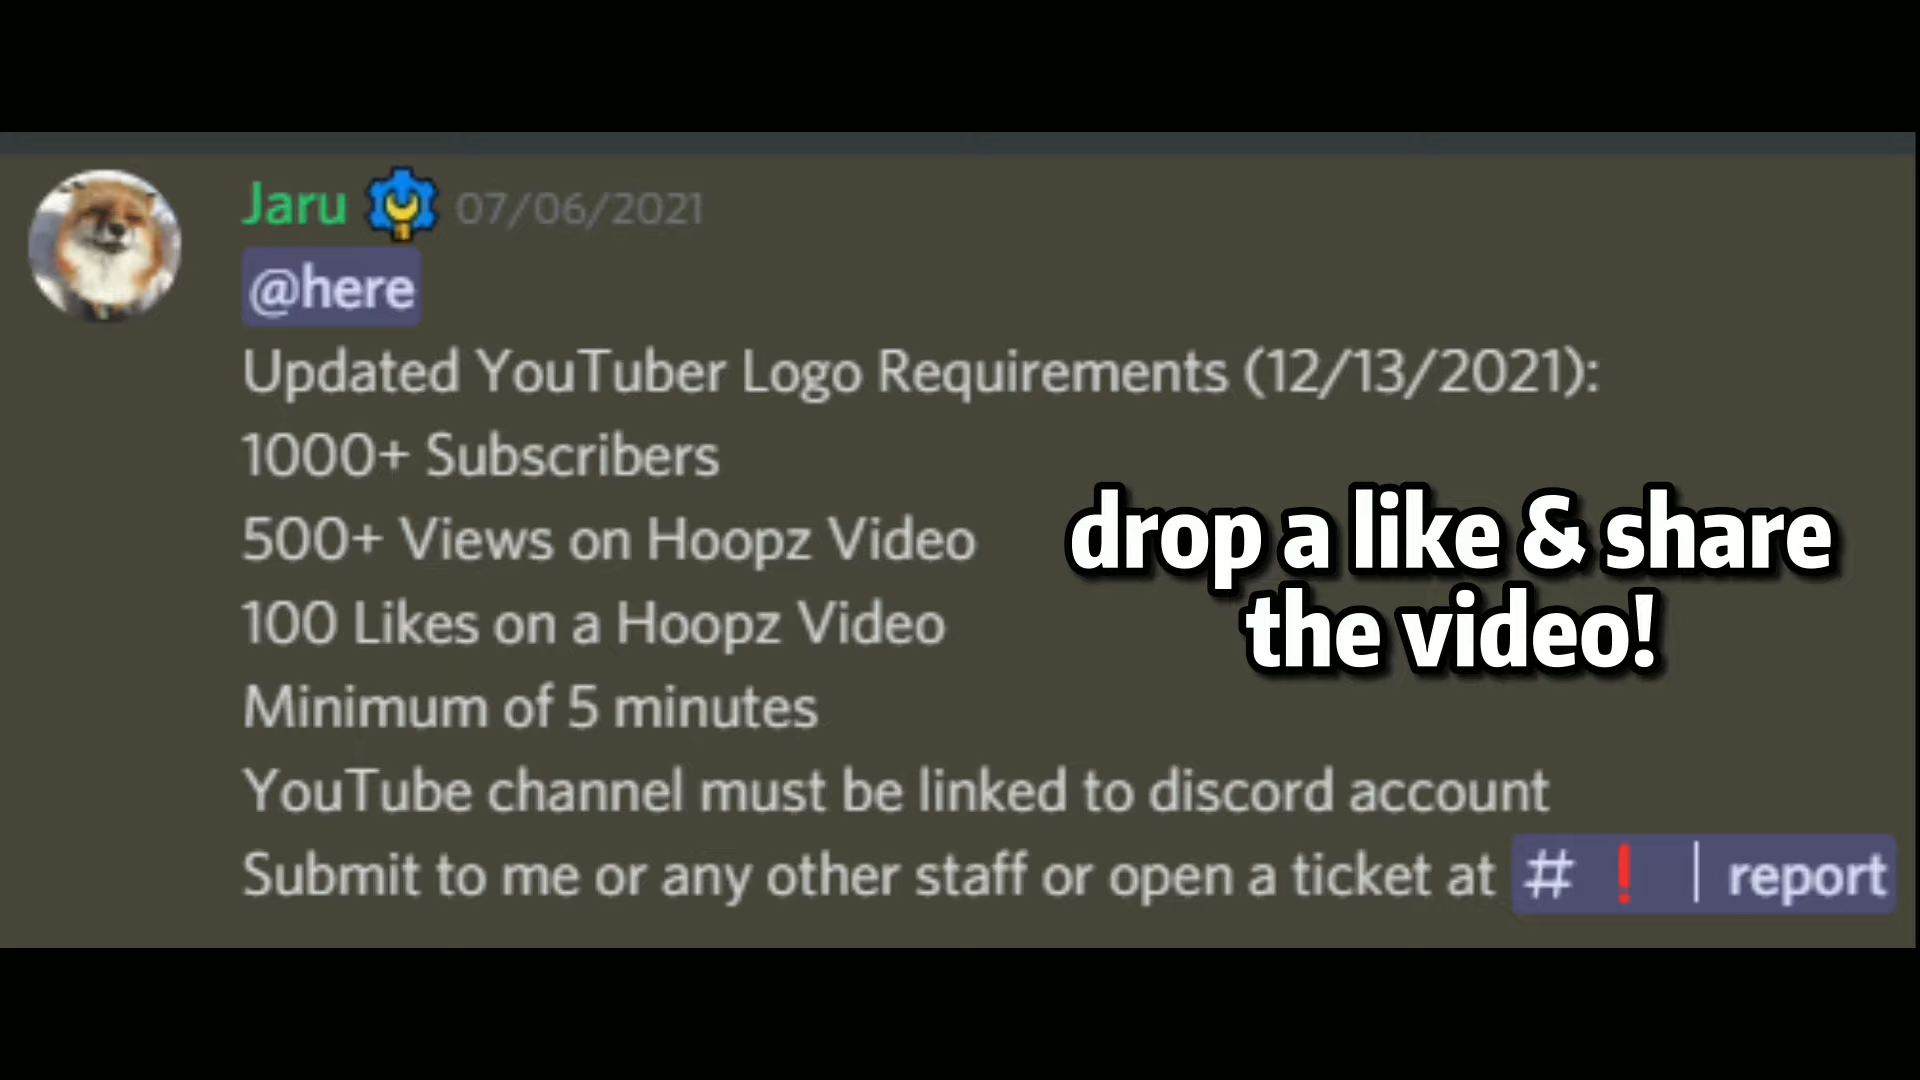 Jaru 07/06/2021
@here
Updated YouTuber Logo Requirements (12/13/2021):
1000+ Subscribers
500+ Views on Hoopz Video
100 Likes on a Hoopz Video
Minimum of 5 minutes
YouTube channel must be linked to discord account
Submit to me or any other staff or open a ticket at # ❗ | report
drop a like & share
the video!